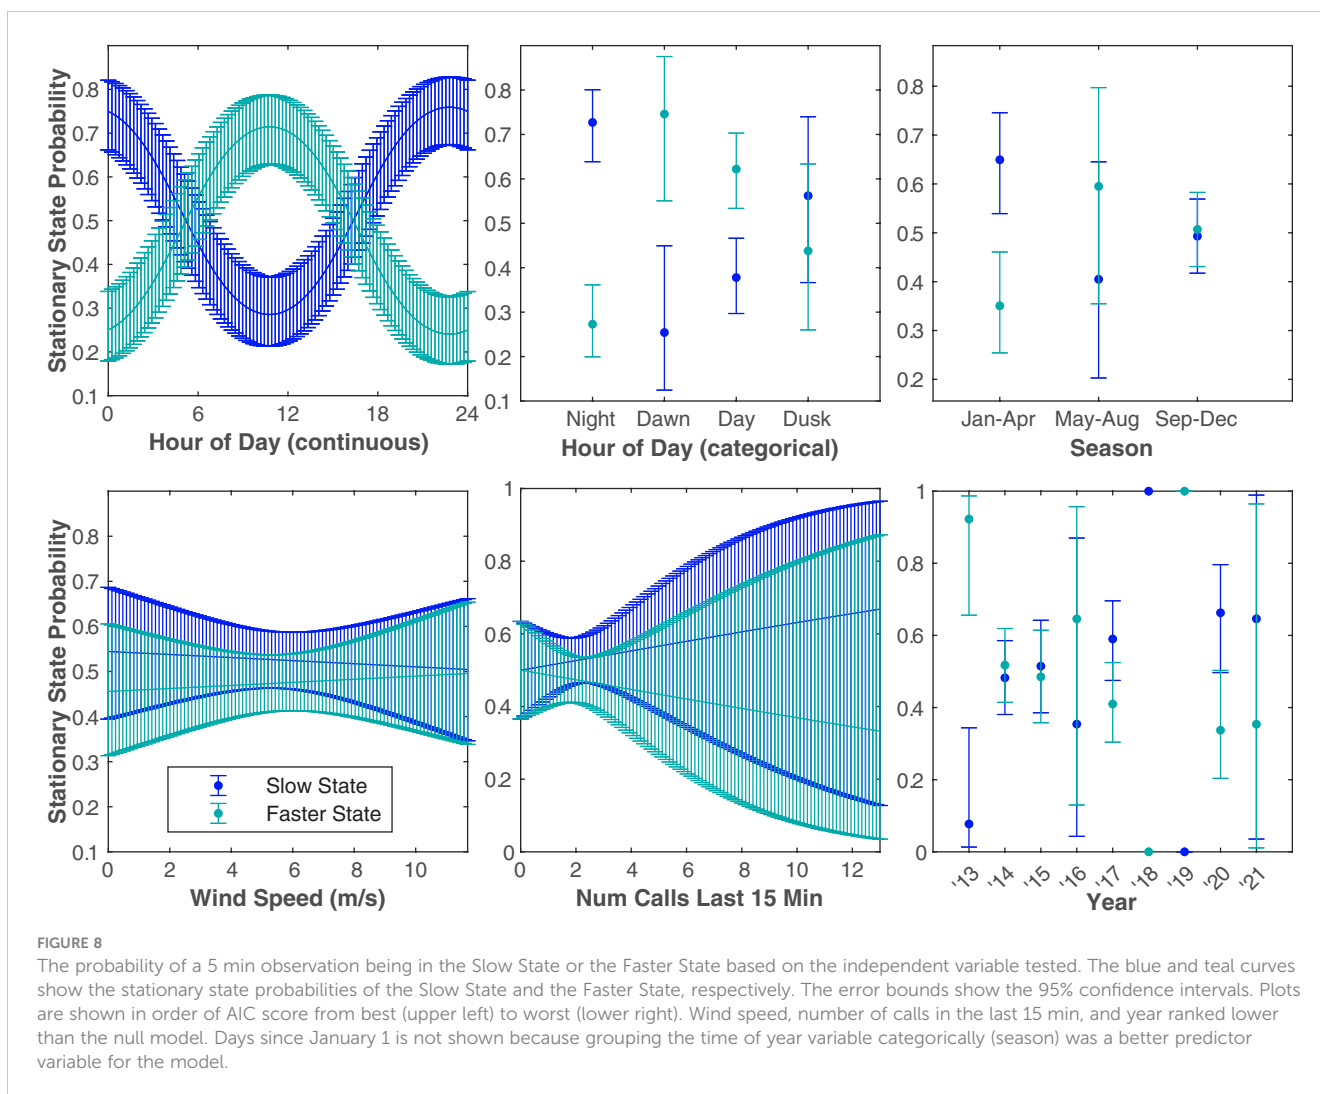 Stationary State Probability
0.8
0.7
0.6
0.5
0.4
0.3
0.2
0.1
0 6 12 18 24
Hour of Day (continuous)
0.8
0.7
0.6
0.5
0.4
0.3
0.2
0.1
Night Dawn Day Dusk
Hour of Day (categorical)
0.8
0.7
0.6
0.5
0.4
0.3
0.2
Jan-Apr May-Aug Sep-Dec
Season
Stationary State Probability
0.8
0.7
0.6
0.5
0.4
0.3
0.2
0.1
Slow State
Faster State
0 2 4 6 8 10
Wind Speed (m/s)
1
0.8
0.6
0.4
0.2
0
0 2 4 6 8 10 12
Num Calls Last 15 Min
1
0.8
0.6
0.4
0.2
0
'13 '14 '15 '16 '17 '18 '19 '20 '21
Year
FIGURE 8
The probability of a 5 min observation being in the Slow State or the Faster State based on the independent variable tested. The blue and teal curves
show the stationary state probabilities of the Slow State and the Faster State, respectively. The error bounds show the 95% confidence intervals. Plots
are shown in order of AIC score from best (upper left) to worst (lower right). Wind speed, number of calls in the last 15 min, and year ranked lower
than the null model. Days since January 1 is not shown because grouping the time of year variable categorically (season) was a better predictor
variable for the model.